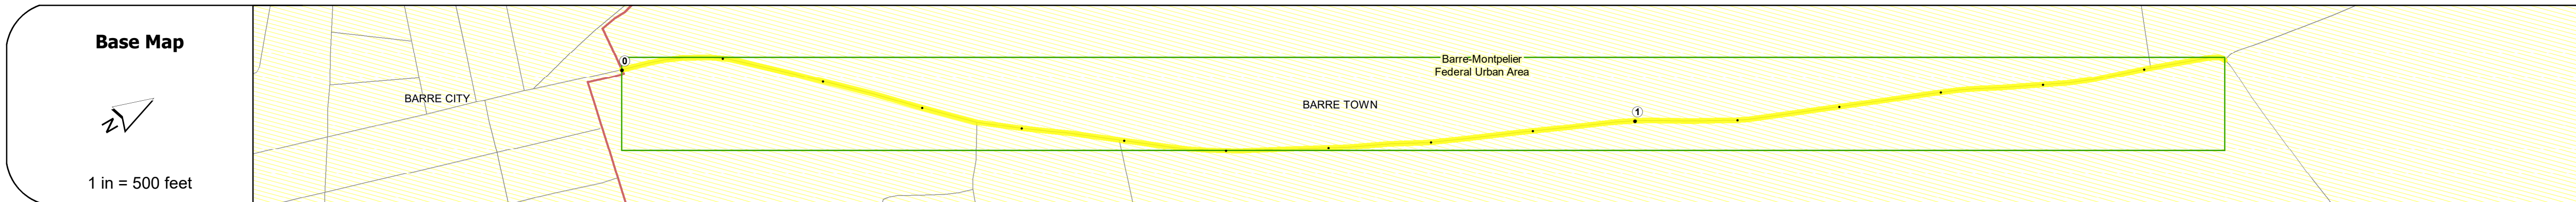 Base Map
N
1 in = 500 feet
BARRE CITY
0
Barre-Montpelier
Federal Urban Area
BARRE TOWN
1